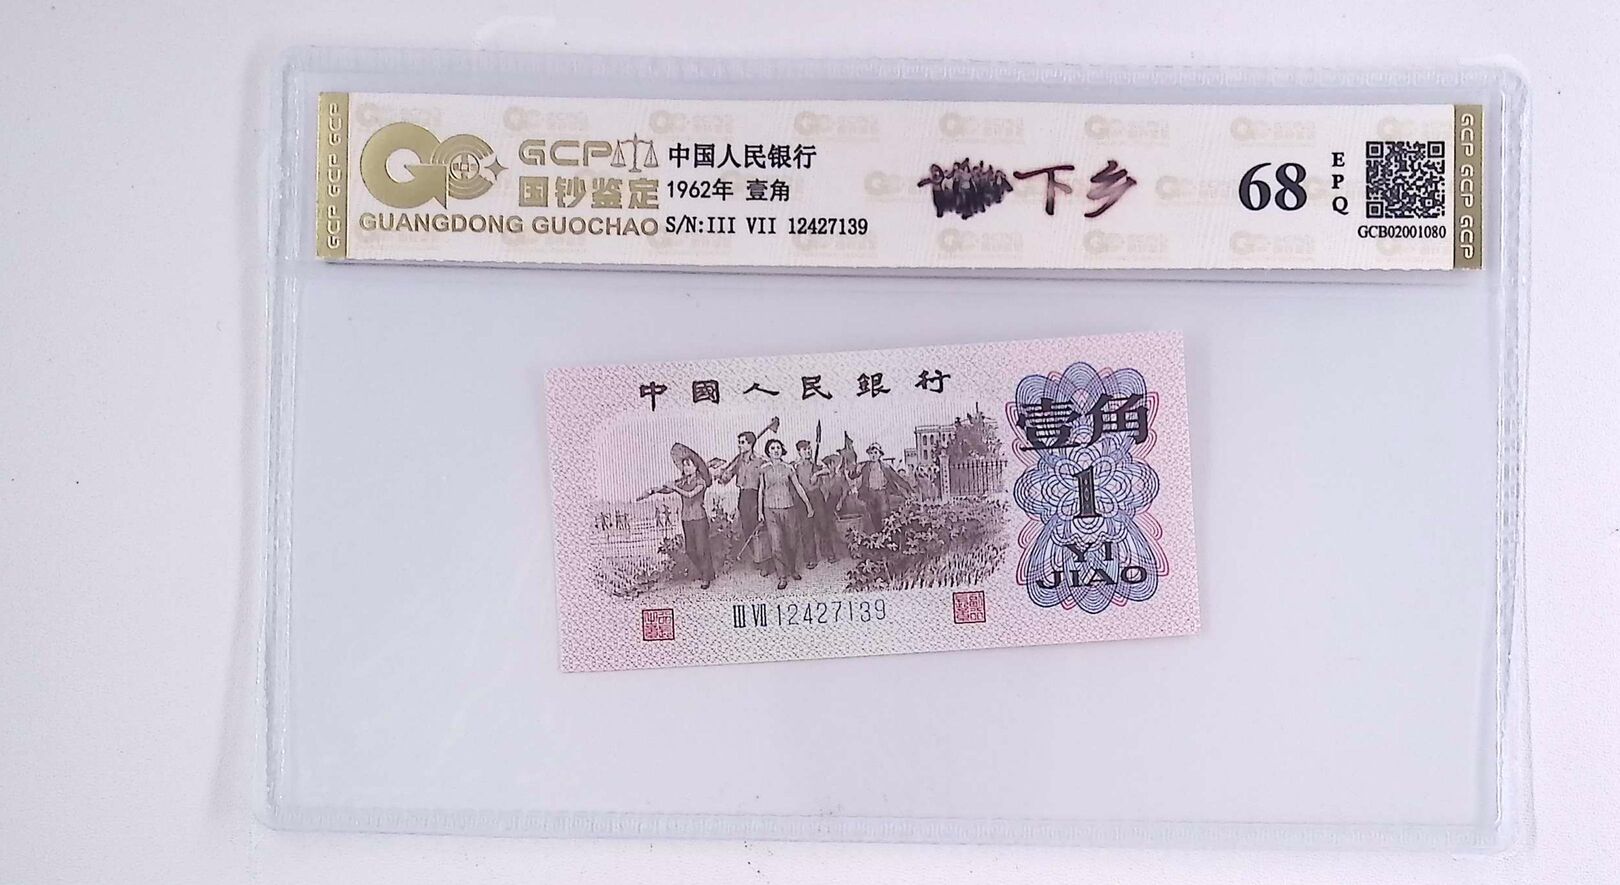 GCP GCP GCP
GCP
国钞鉴定
GUANGDONG GUOCHAO
中国人民银行
1962年 壹角
S/N:III VII 12427139
下乡
68
EPQ
GCB02001080
GCP GCP GCP
中國人民銀行
壹角
1
YI
JIAO
III VII 12427139